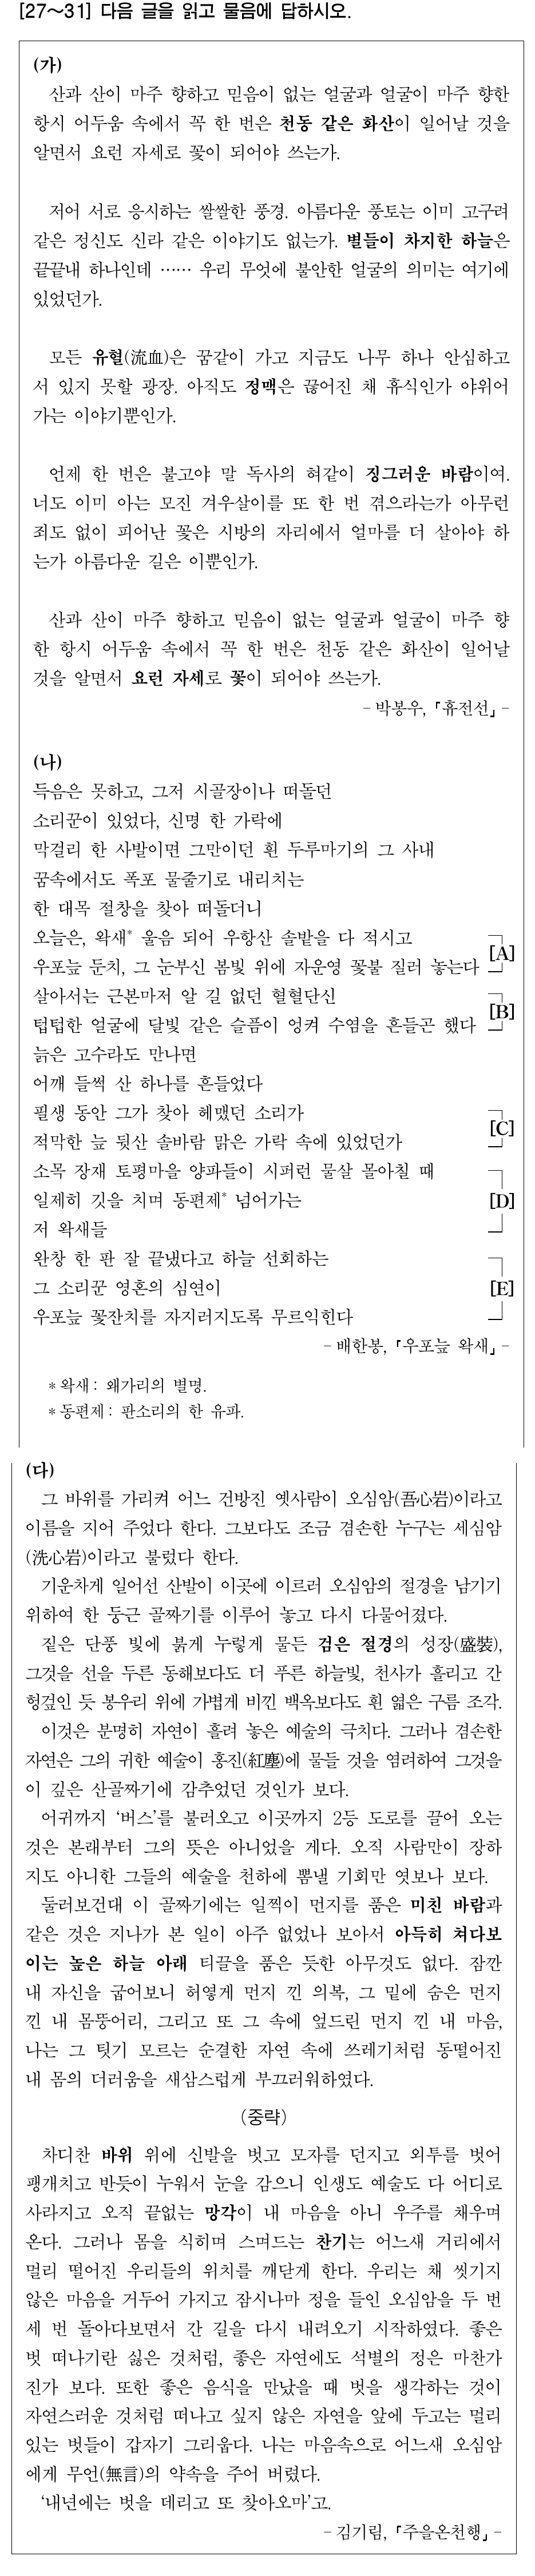 [27~31] 다음 글을 읽고 물음에 답하시오.
(가)
산과 산이 마주 향하고 믿음이 없는 얼굴과 얼굴이 마주 향한
항시 어두움 속에서 꼭 한 번은 천동 같은 화산이 일어날 것을
알면서 요런 자세로 꽃이 되어야 쓰는가.
저어 서로 응시하는 쌀쌀한 풍경. 아름다운 풍토는 이미 고구려
같은 정신도 신라 같은 이야기도 없는가. 별들이 차지한 하늘은
끝끝내 하나인데 …… 우리 무엇에 불안한 얼굴의 의미는 여기에
있었던가.
모든 유혈(流血)은 꿈같이 가고 지금도 나무 하나 안심하고
서 있지 못할 광장. 아직도 정맥은 끊어진 채 휴식인가 야위어
가는 이야기뿐인가.
언제 한 번은 불고야 말 독사의 혀같이 징그러운 바람이여.
너도 이미 아는 모진 겨우살이를 또 한 번 겪으라는가 아무런
죄도 없이 피어난 꽃은 시방의 자리에서 얼마를 더 살아야 하
는가 아름다운 길은 이뿐인가.
산과 산이 마주 향하고 믿음이 없는 얼굴과 얼굴이 마주 향
한 항시 어두움 속에서 꼭 한 번은 천동 같은 화산이 일어날
것을 알면서 요런 자세로 꽃이 되어야 쓰는가.
- 박봉우, 「휴전선」 -
(나)
득음은 못하고, 그저 시골장이나 떠돌던
소리꾼이 있었다, 신명 한 가락에
막걸리 한 사발이면 그만이던 흰 두루마기의 그 사내
꿈속에서도 폭포 물줄기로 내리치는
한 대목 절창을 찾아 떠돌더니
오늘은, 왁새* 울음 되어 우항산 솔밭을 다 적시고
우포늪 둔치, 그 눈부신 봄빛 위에 자운영 꽃불 질러 놓는다
[A]
살아서는 근본마저 알 길 없던 혈혈단신
텁텁한 얼굴에 달빛 같은 슬픔이 엉켜 수염을 흔들곤 했다
[B]
늙은 고수라도 만나면
어깨 들썩 산 하나를 흔들었다
필생 동안 그가 찾아 헤맸던 소리가
적막한 늪 뒷산 솔바람 맑은 가락 속에 있었던가
[C]
소목 장재 토평마을 양파들이 시퍼런 물살 몰아칠 때
일제히 깃을 치며 동편제* 넘어가는
저 왁새들
[D]
완창 한 판 잘 끝냈다고 하늘 선회하는
그 소리꾼 영혼의 심연이
우포늪 꽃잔치를 자지러지도록 무르익힌다
[E]
- 배한봉, 「우포늪 왁새」 -
* 왁새 : 왜가리의 별명.
* 동편제 : 판소리의 한 유파.
(다)
그 바위를 가리켜 어느 건방진 옛사람이 오심암(吾心岩)이라고
이름을 지어 주었다 한다. 그보다도 조금 겸손한 누구는 세심암
(洗心岩)이라고 불렀다 한다.
기운차게 일어선 산발이 이곳에 이르러 오심암의 절경을 남기기
위하여 한 둥근 골짜기를 이루어 놓고 다시 다물어졌다.
짙은 단풍 빛에 붉게 누렇게 물든 검은 절경의 성장(盛裝),
그것을 선을 두른 동해보다도 더 푸른 하늘빛, 천사가 흘리고 간
헝겊인 듯 봉우리 위에 가볍게 비낀 백옥보다도 흰 엷은 구름 조각.
이것은 분명히 자연이 흘려 놓은 예술의 극치다. 그러나 겸손한
자연은 그의 귀한 예술이 홍진(紅塵)에 물들 것을 염려하여 그것을
이 깊은 산골짜기에 감추었던 것인가 보다.
어귀까지 ‘버스’를 불러오고 이곳까지 2등 도로를 끌어 오는
것은 본래부터 그의 뜻은 아니었을 게다. 오직 사람만이 장하
지도 아니한 그들의 예술을 천하에 뽐낼 기회만 엿보나 보다.
둘러보건대 이 골짜기에는 일찍이 먼지를 품은 미친 바람과
같은 것은 지나가 본 일이 아주 없었나 보아서 아득히 쳐다보
이는 높은 하늘 아래 티끌을 품은 듯한 아무것도 없다. 잠깐
내 자신을 굽어보니 허옇게 먼지 낀 의복, 그 밑에 숨은 먼지
낀 내 몸뚱어리, 그리고 또 그 속에 엎드린 먼지 낀 내 마음,
나는 그 팃기 모르는 순결한 자연 속에 쓰레기처럼 동떨어진
내 몸의 더러움을 새삼스럽게 부끄러워하였다.
(중략)
차디찬 바위 위에 신발을 벗고 모자를 던지고 외투를 벗어
팽개치고 반듯이 누워서 눈을 감으니 인생도 예술도 다 어디로
사라지고 오직 끝없는 망각이 내 마음을 아니 우주를 채우며
온다. 그러나 몸을 식히며 스며드는 찬기는 어느새 거리에서
멀리 떨어진 우리들의 위치를 깨닫게 한다. 우리는 채 씻기지
않은 마음을 거두어 가지고 잠시나마 정을 들인 오심암을 두 번
세 번 돌아다보면서 간 길을 다시 내려오기 시작하였다. 좋은
벗 떠나기란 싫은 것처럼, 좋은 자연에도 석별의 정은 마찬가
진가 보다. 또한 좋은 음식을 만났을 때 벗을 생각하는 것이
자연스러운 것처럼 떠나고 싶지 않은 자연을 앞에 두고는 멀리
있는 벗들이 갑자기 그리웁다. 나는 마음속으로 어느새 오심암
에게 무언(無言)의 약속을 주어 버렸다.
‘내년에는 벗을 데리고 또 찾아오마’고.
- 김기림, 「주을온천행」 -